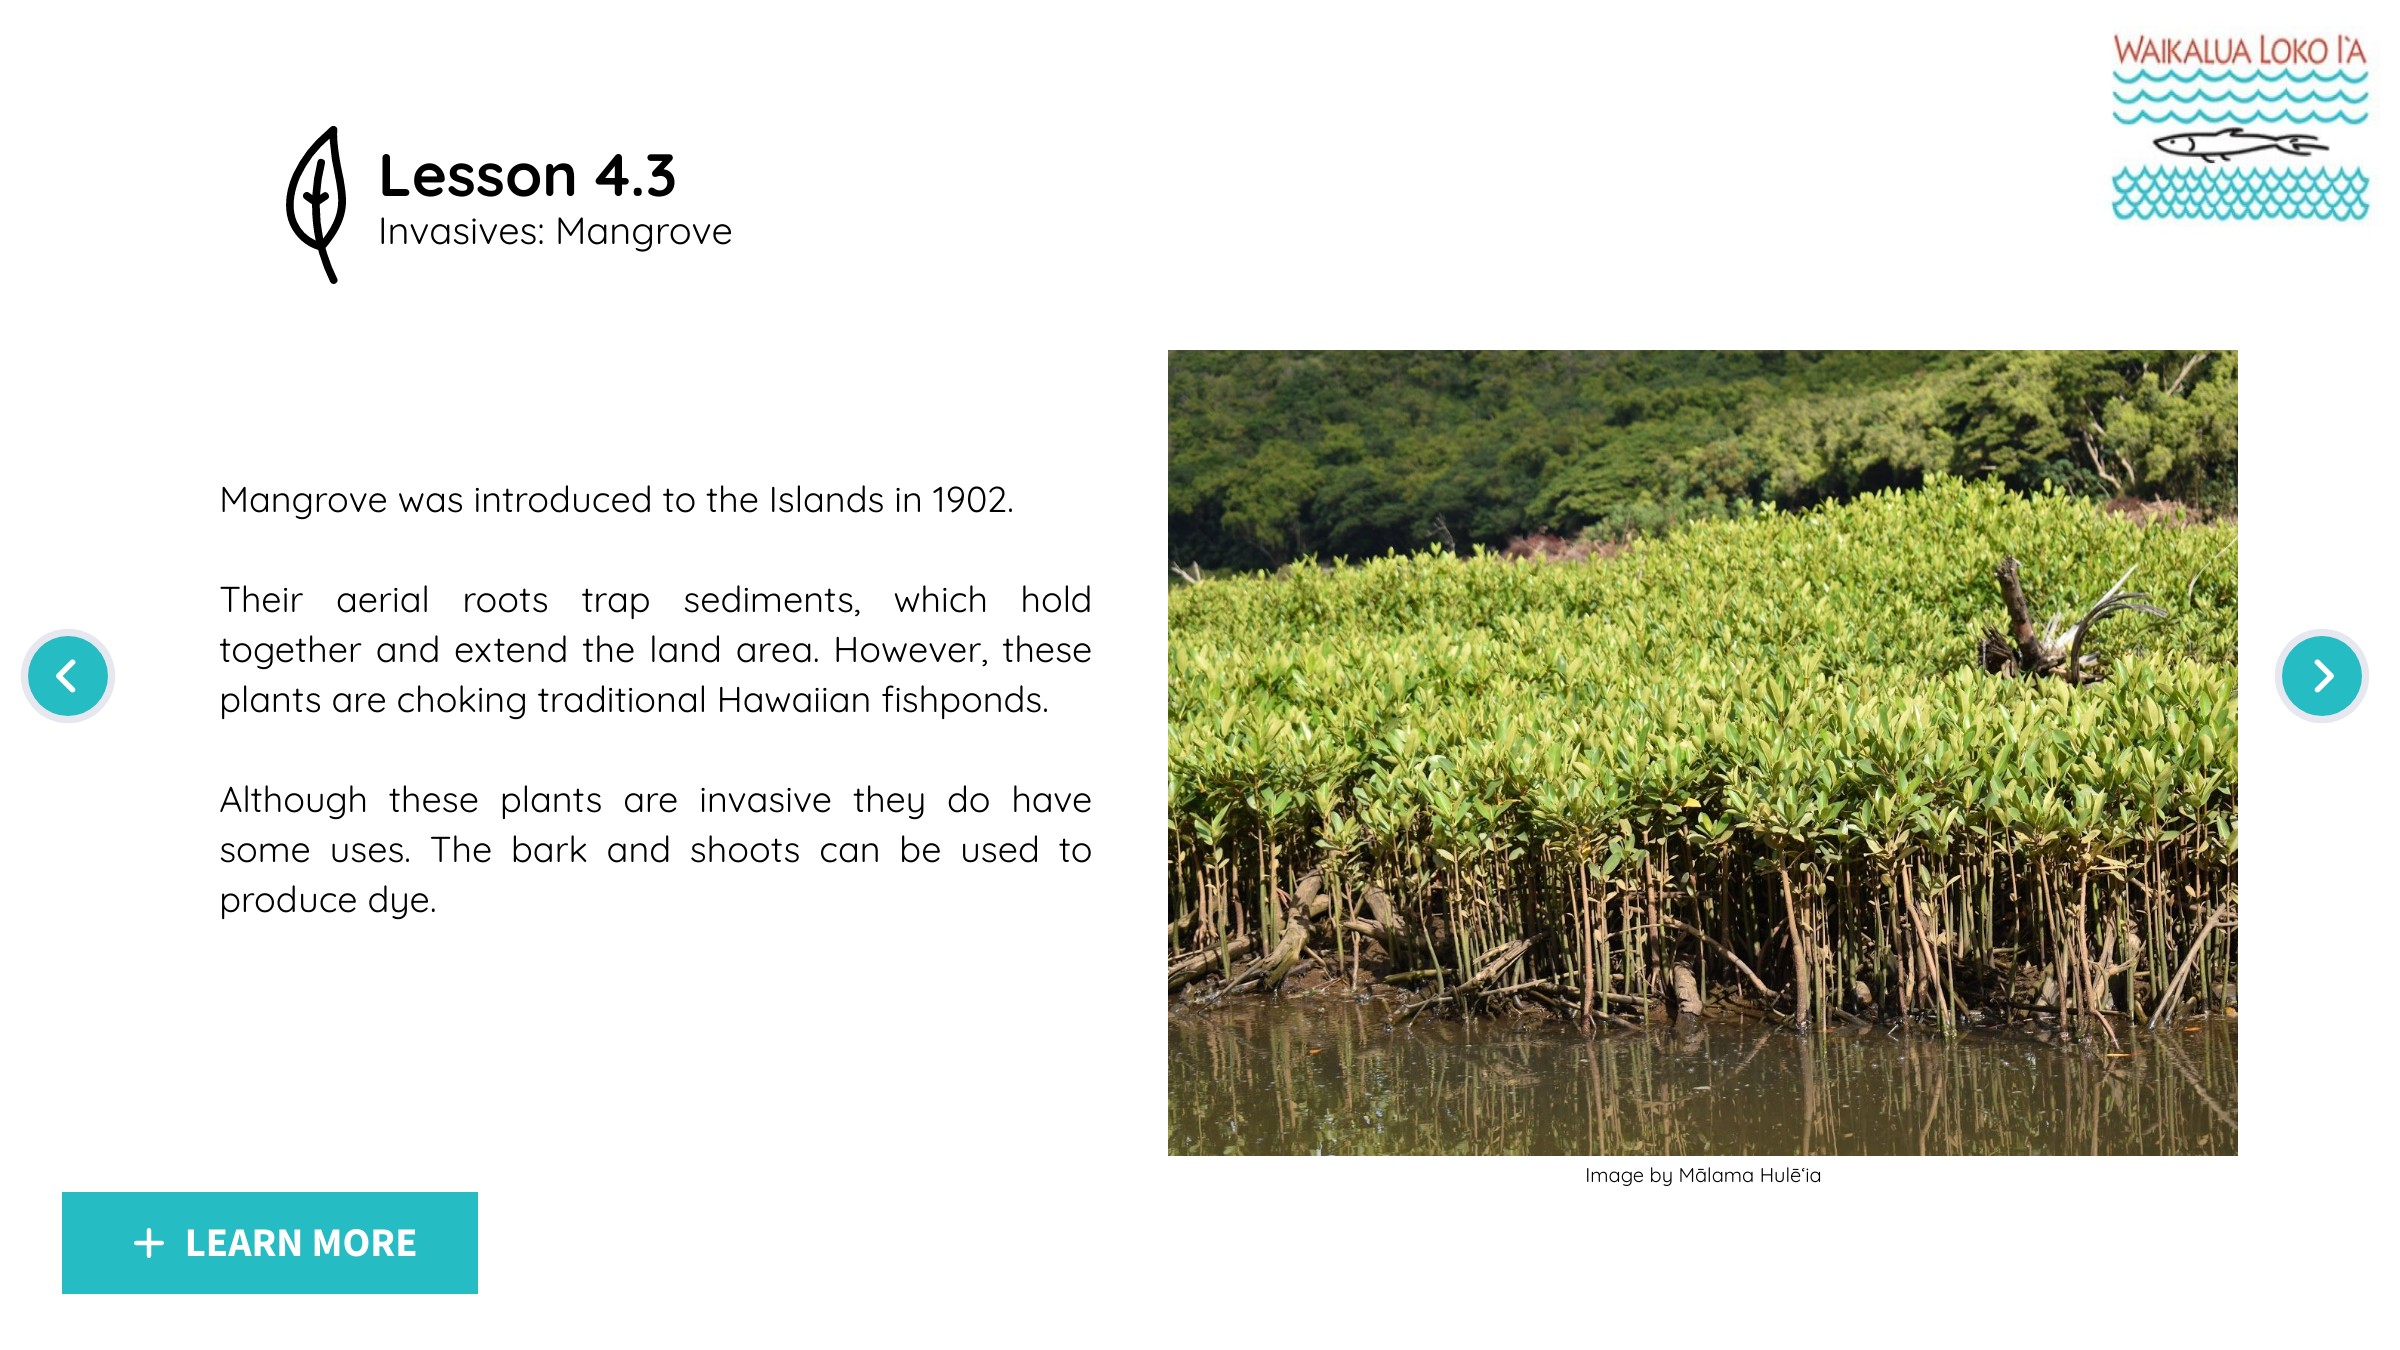 WAIKALUA LOKO I'A
Lesson 4.3
Invasives: Mangrove
Mangrove was introduced to the Islands in 1902.
Their aerial roots trap sediments, which hold
together and extend the land area. However, these
plants are choking traditional Hawaiian fishponds.
Although these plants are invasive they do have
some uses. The bark and shoots can be used to
produce dye.
Image by Mālama Hulēʻia
+ LEARN MORE